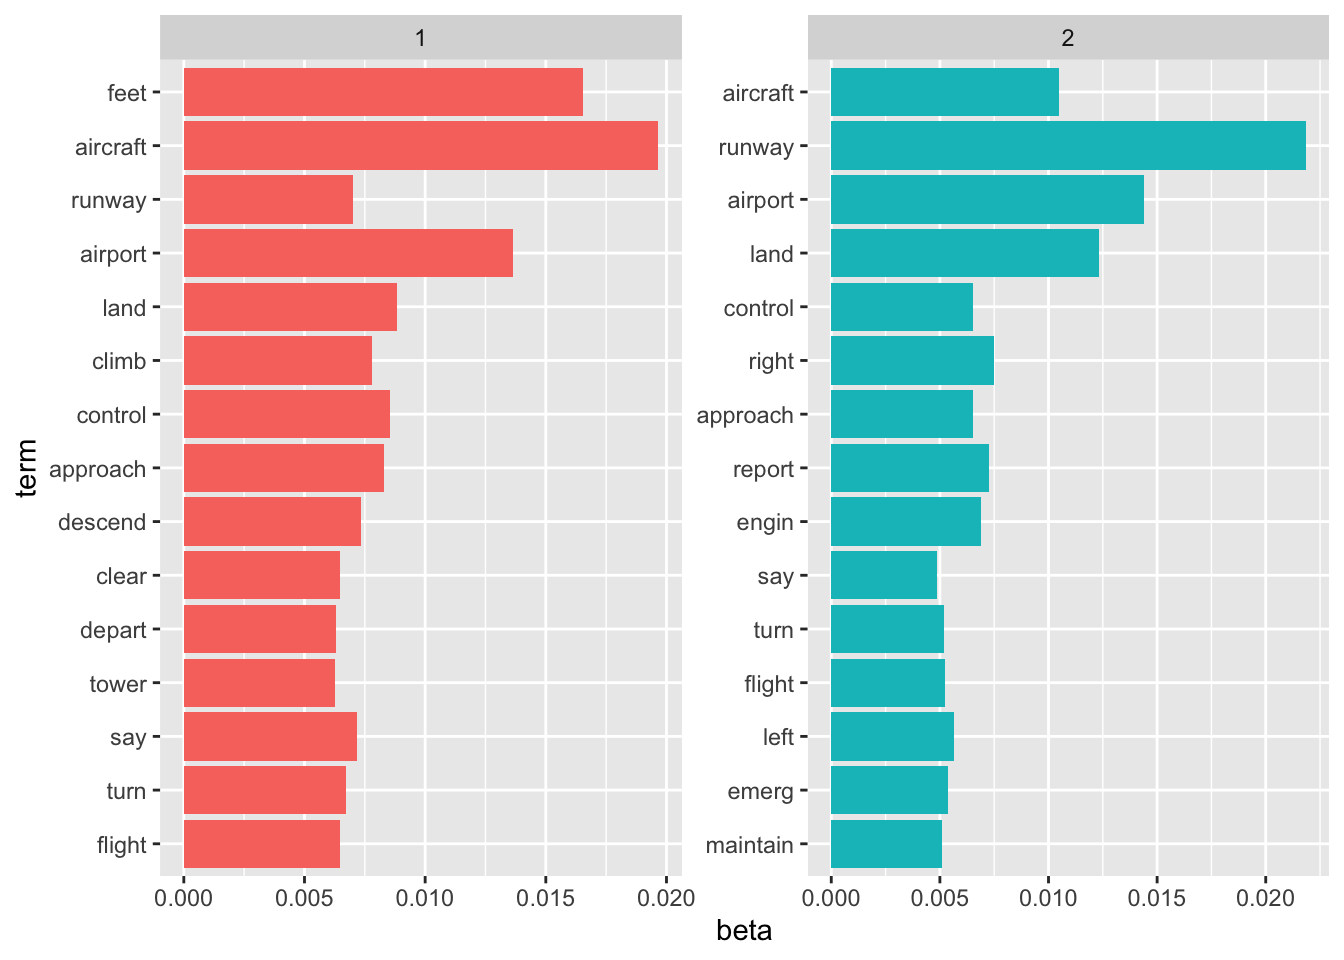 1
2
term
feet
aircraft
runway
airport
land
climb
control
approach
descend
clear
depart
tower
say
turn
flight
aircraft
runway
airport
land
control
right
approach
report
engin
say
turn
flight
left
emerg
maintain
0.000 0.005 0.010 0.015 0.020
0.000 0.005 0.010 0.015 0.020
beta